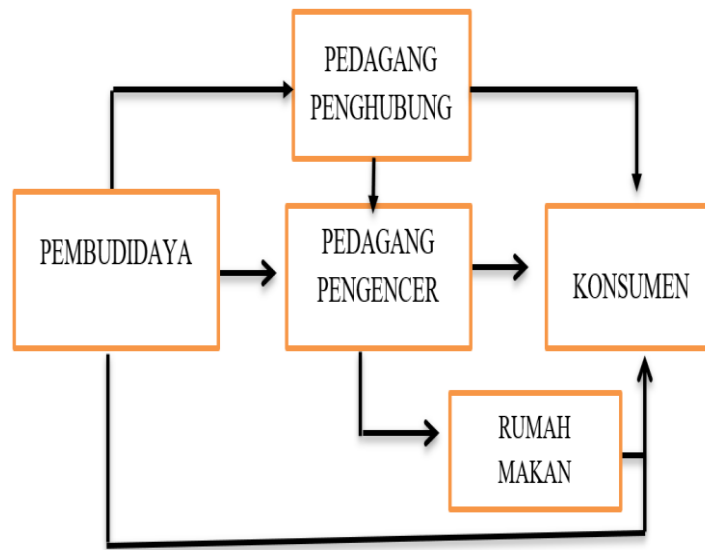 PEDAGANG
PENGHUBUNG
PEMBUDIDAYA
PEDAGANG
PENGENCER
KONSUMEN
RUMAH
MAKAN